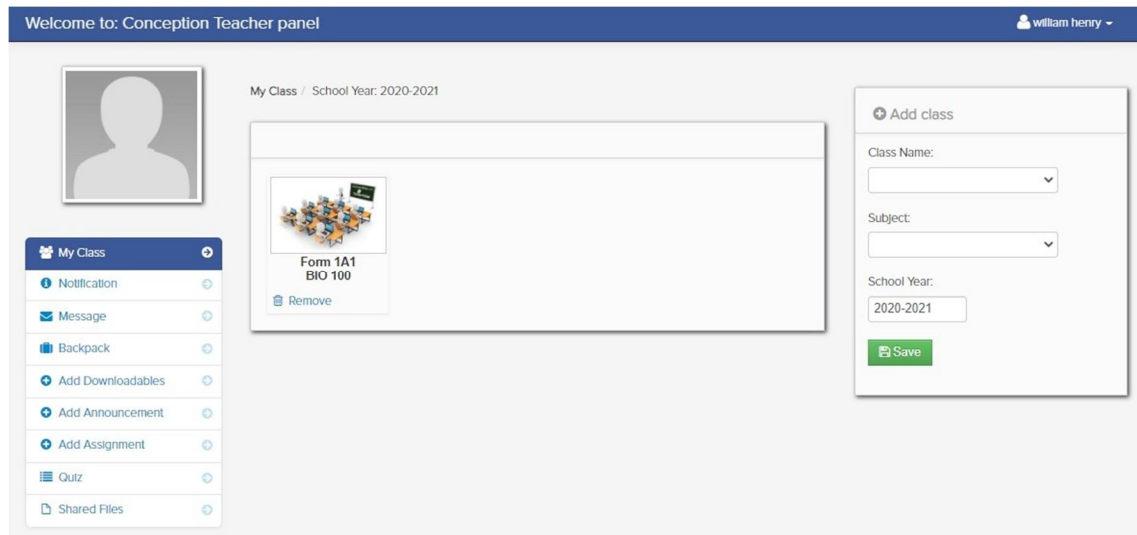 Welcome to: Conception Teacher panel
william henry
My Class / School Year: 2020-2021
Form 1A1
BIO 100
Remove
Add class
Class Name:
Subject:
School Year:
2020-2021
Save
My Class
Notification
Message
Backpack
Add Downloadables
Add Announcement
Add Assignment
Quiz
Shared Files